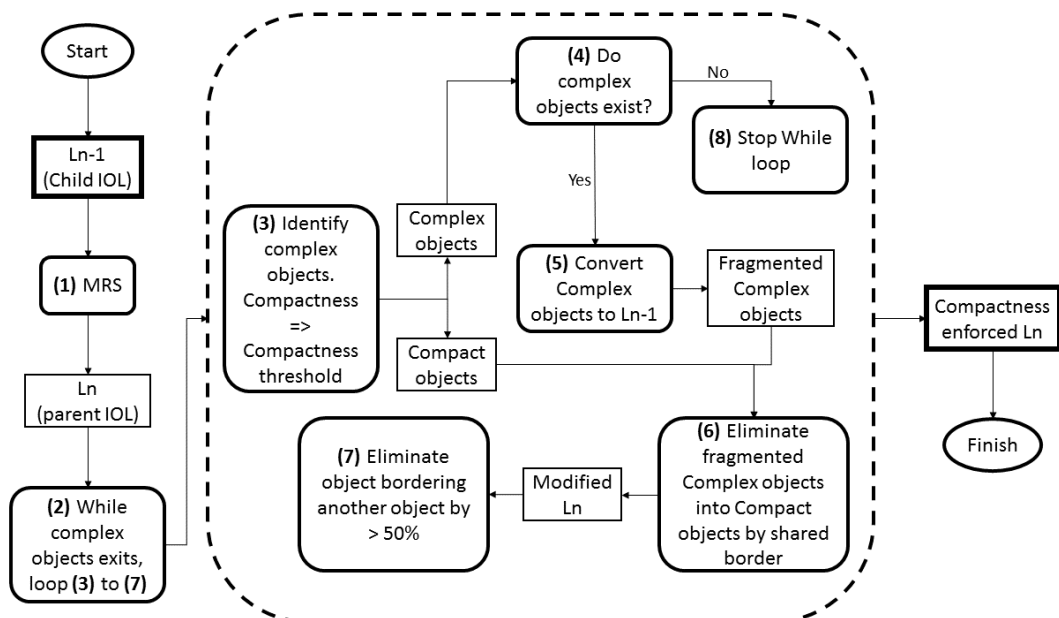 Start
Ln-1
(Child IOL)
(1) MRS
Ln
(parent IOL)
(2) While
complex
objects exits,
loop (3) to (7)
(3) Identify
complex
objects.
Compactness
=>
Compactness
threshold
Complex
objects
Compact
objects
(4) Do
complex
objects exist?
No
(8) Stop While
loop
Yes
(5) Convert
Complex
objects to Ln-1
Fragmented
Complex
objects
(6) Eliminate
fragmented
Complex objects
into Compact
objects by shared
border
Modified
Ln
(7) Eliminate
object bordering
another object by
> 50%
Compactness
enforced Ln
Finish